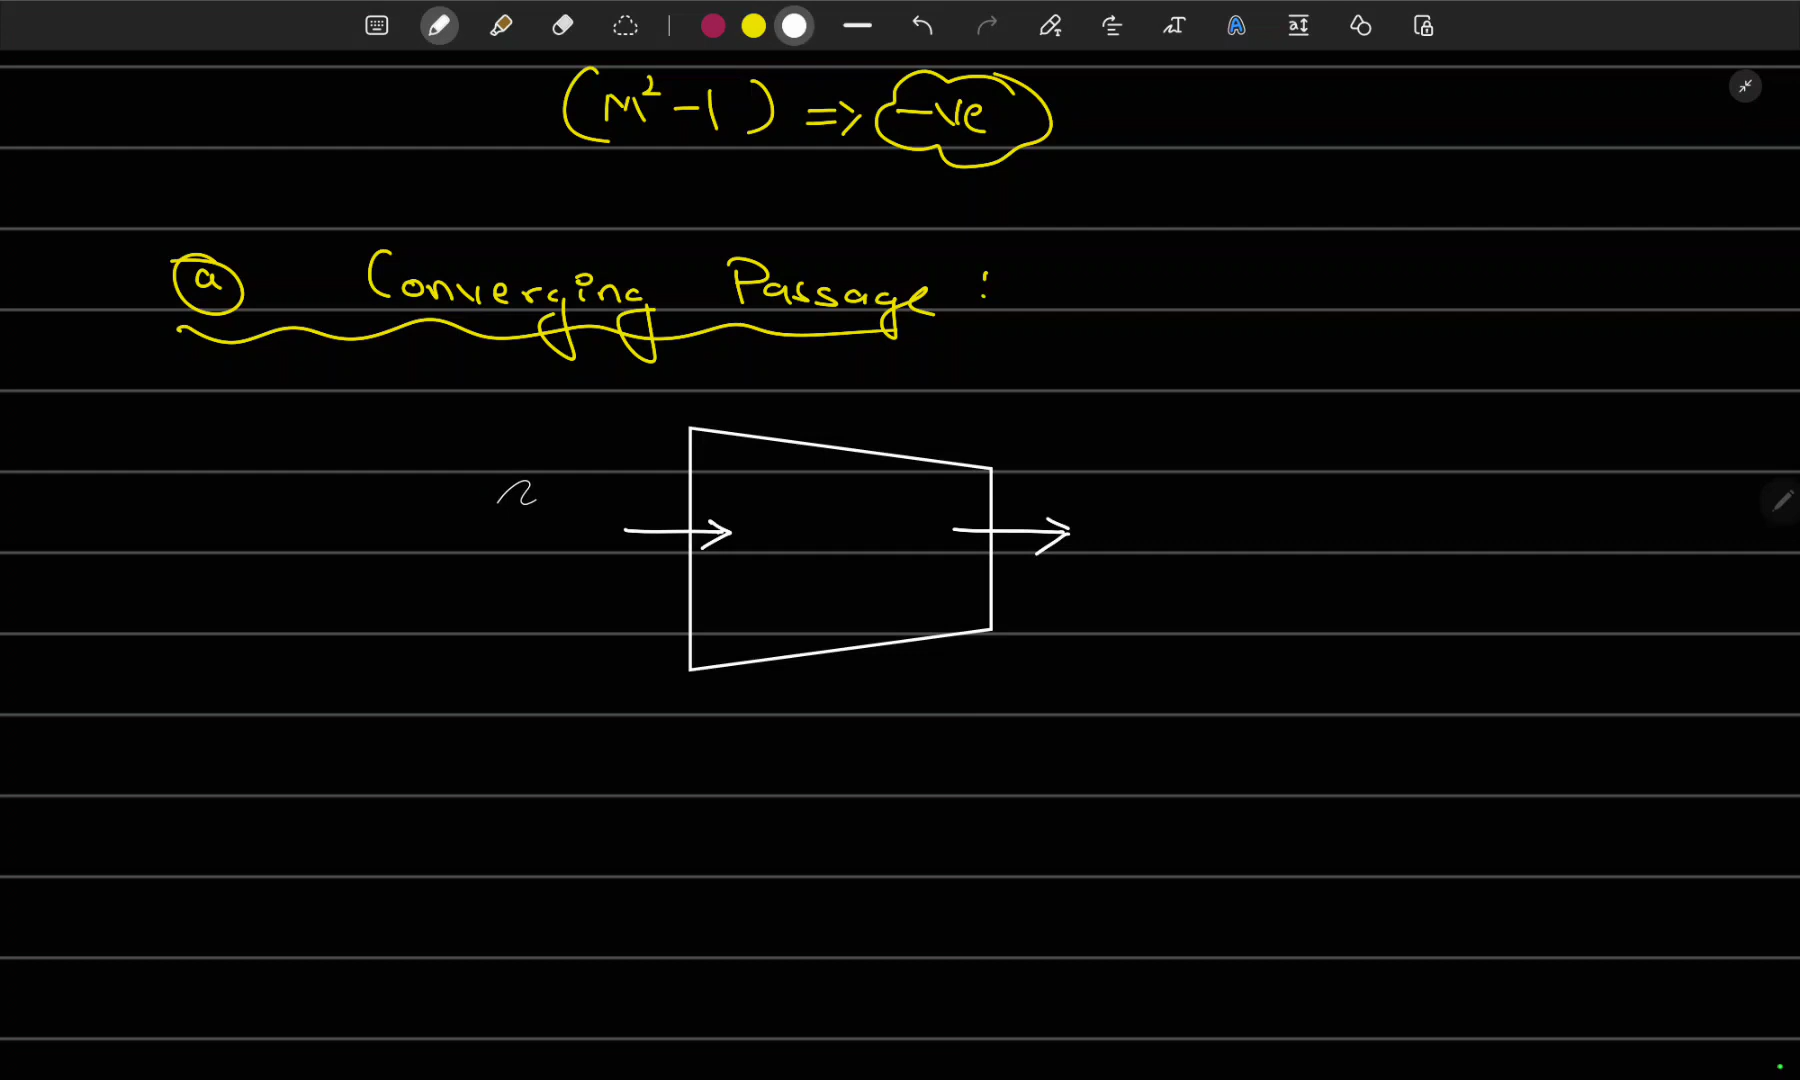 (M² - 1) => -ve
a Converging Passage :